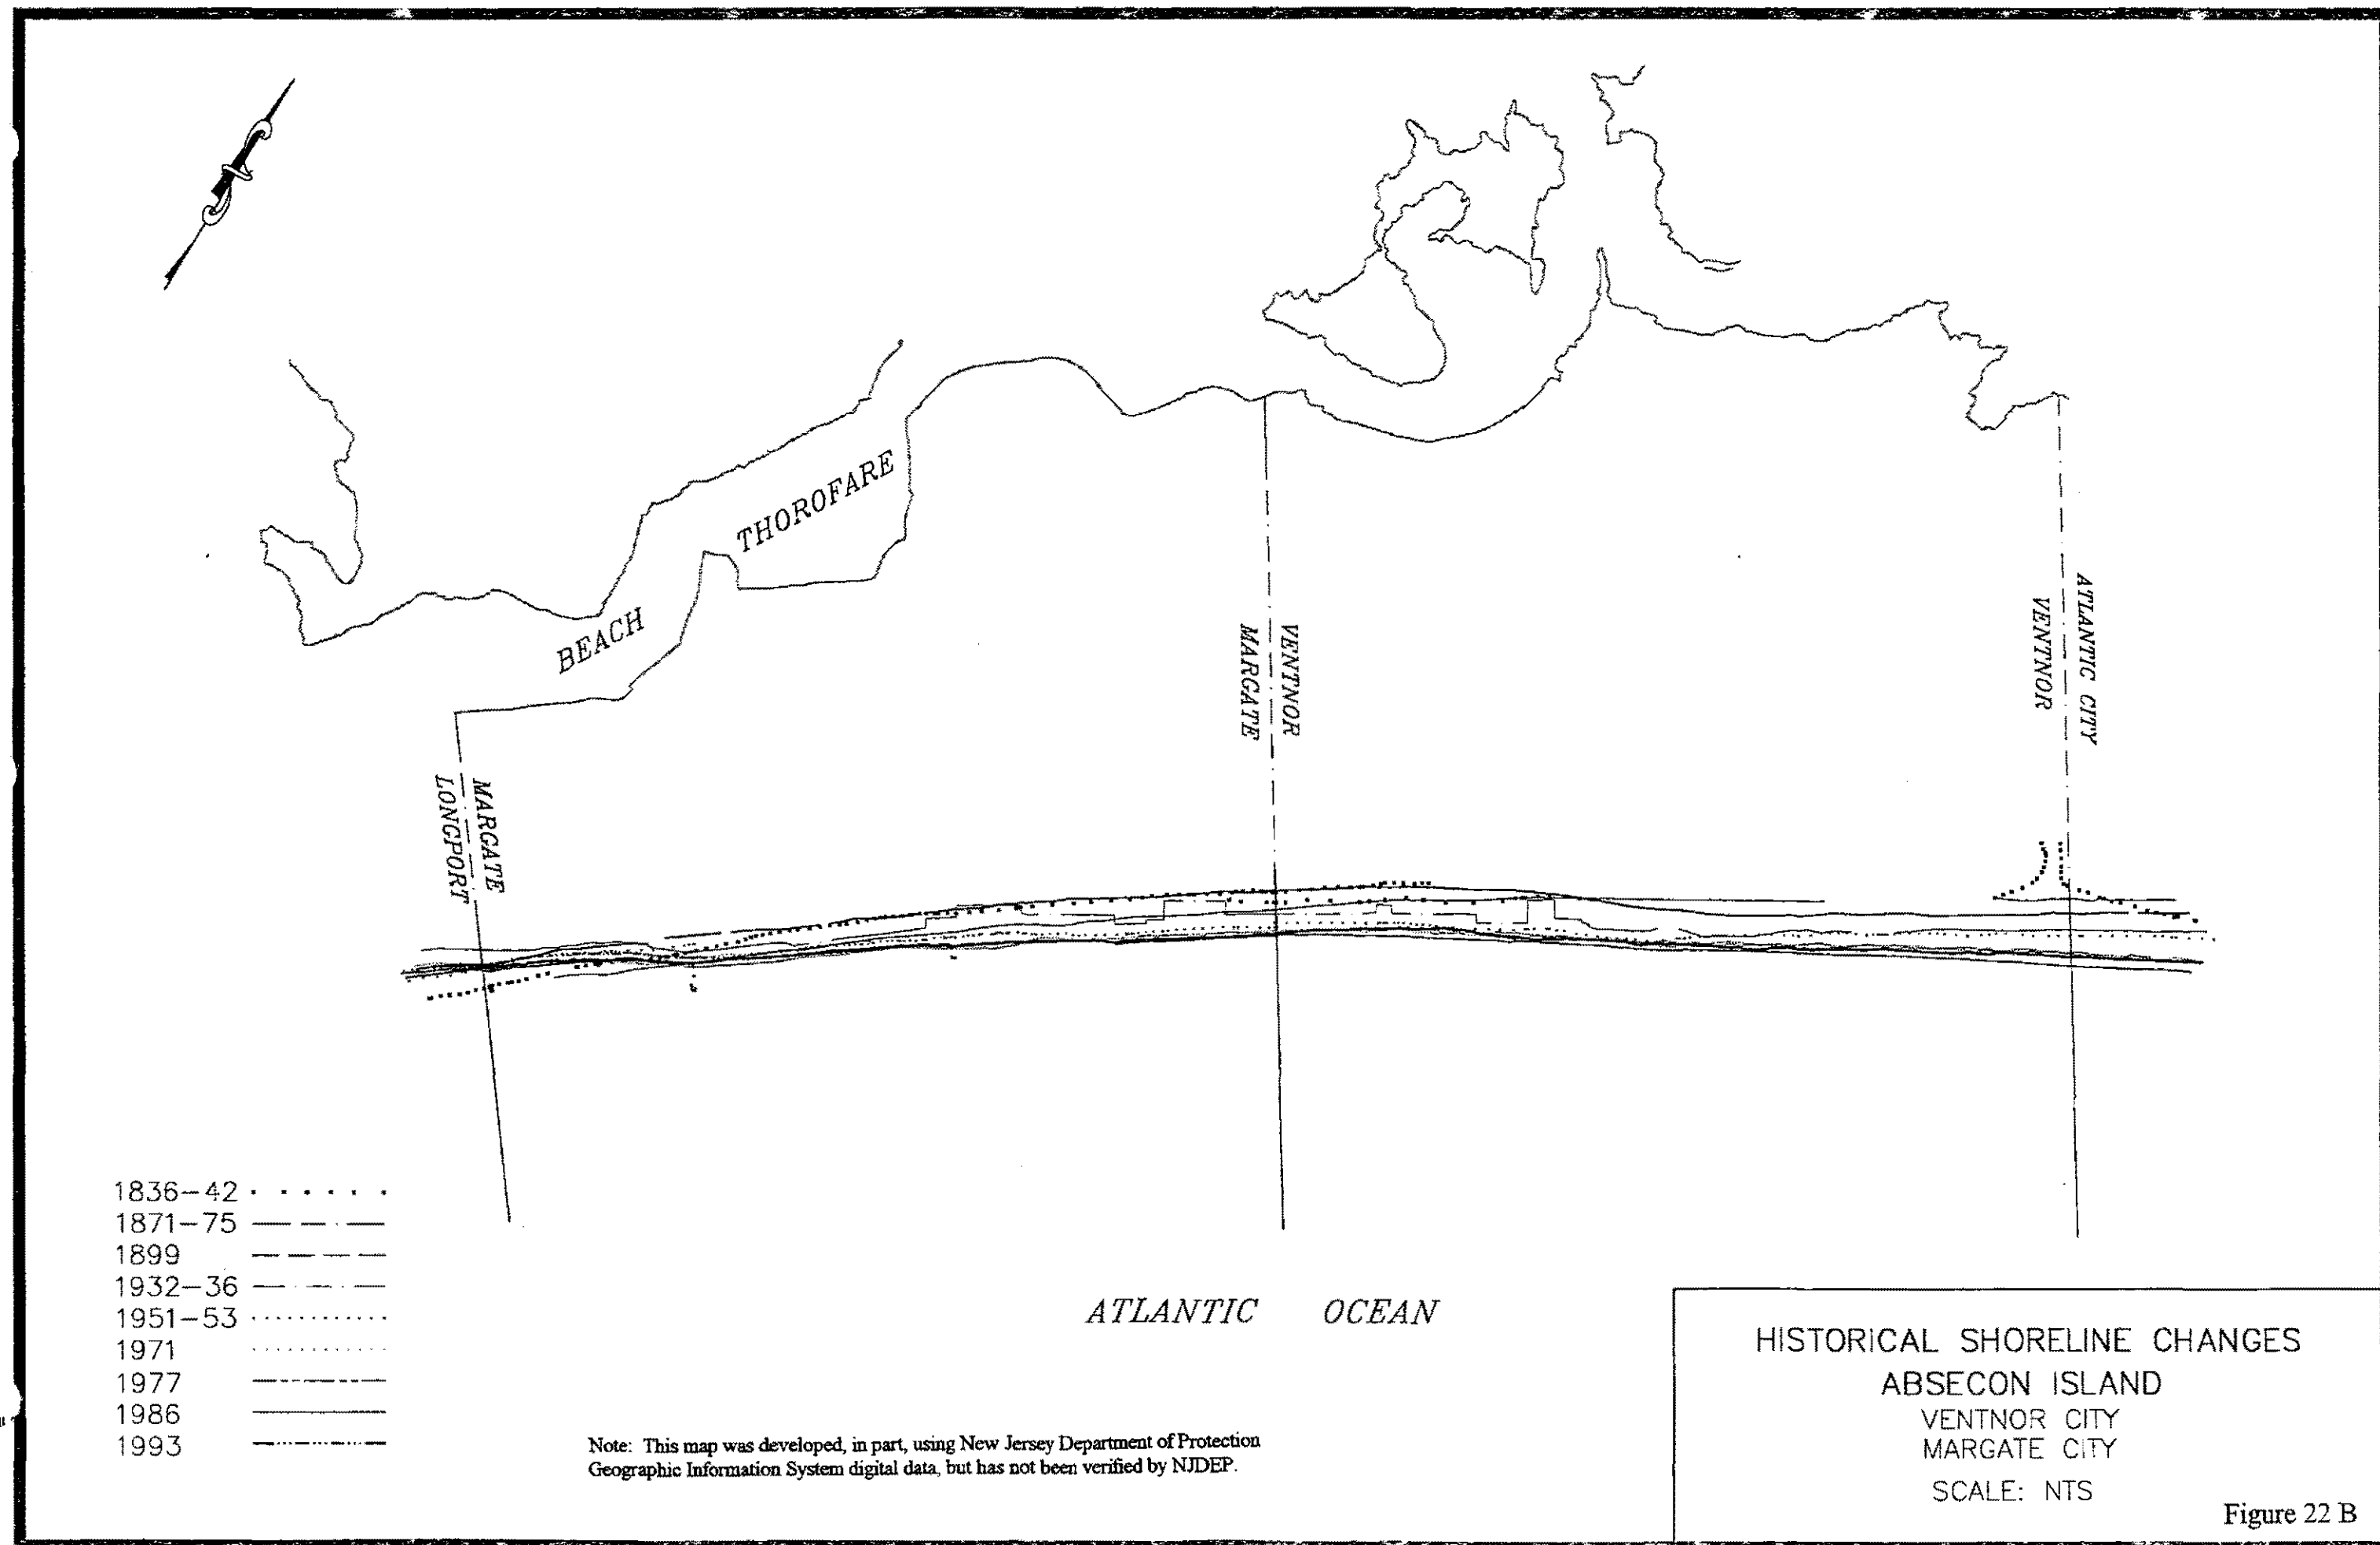 THOROFARE
BEACH
MARGATE
LONGPORT
VENTNOR
MARGATE
ATLANTIC CITY
VENTNOR
1836-42
1871-75
1899
1932-36
1951-53
1971
1977
1986
1993
ATLANTIC OCEAN
Note: This map was developed, in part, using New Jersey Department of Protection
Geographic Information System digital data, but has not been verified by NJDEP.
HISTORICAL SHORELINE CHANGES
ABSECON ISLAND
VENTNOR CITY
MARGATE CITY
SCALE: NTS
Figure 22 B